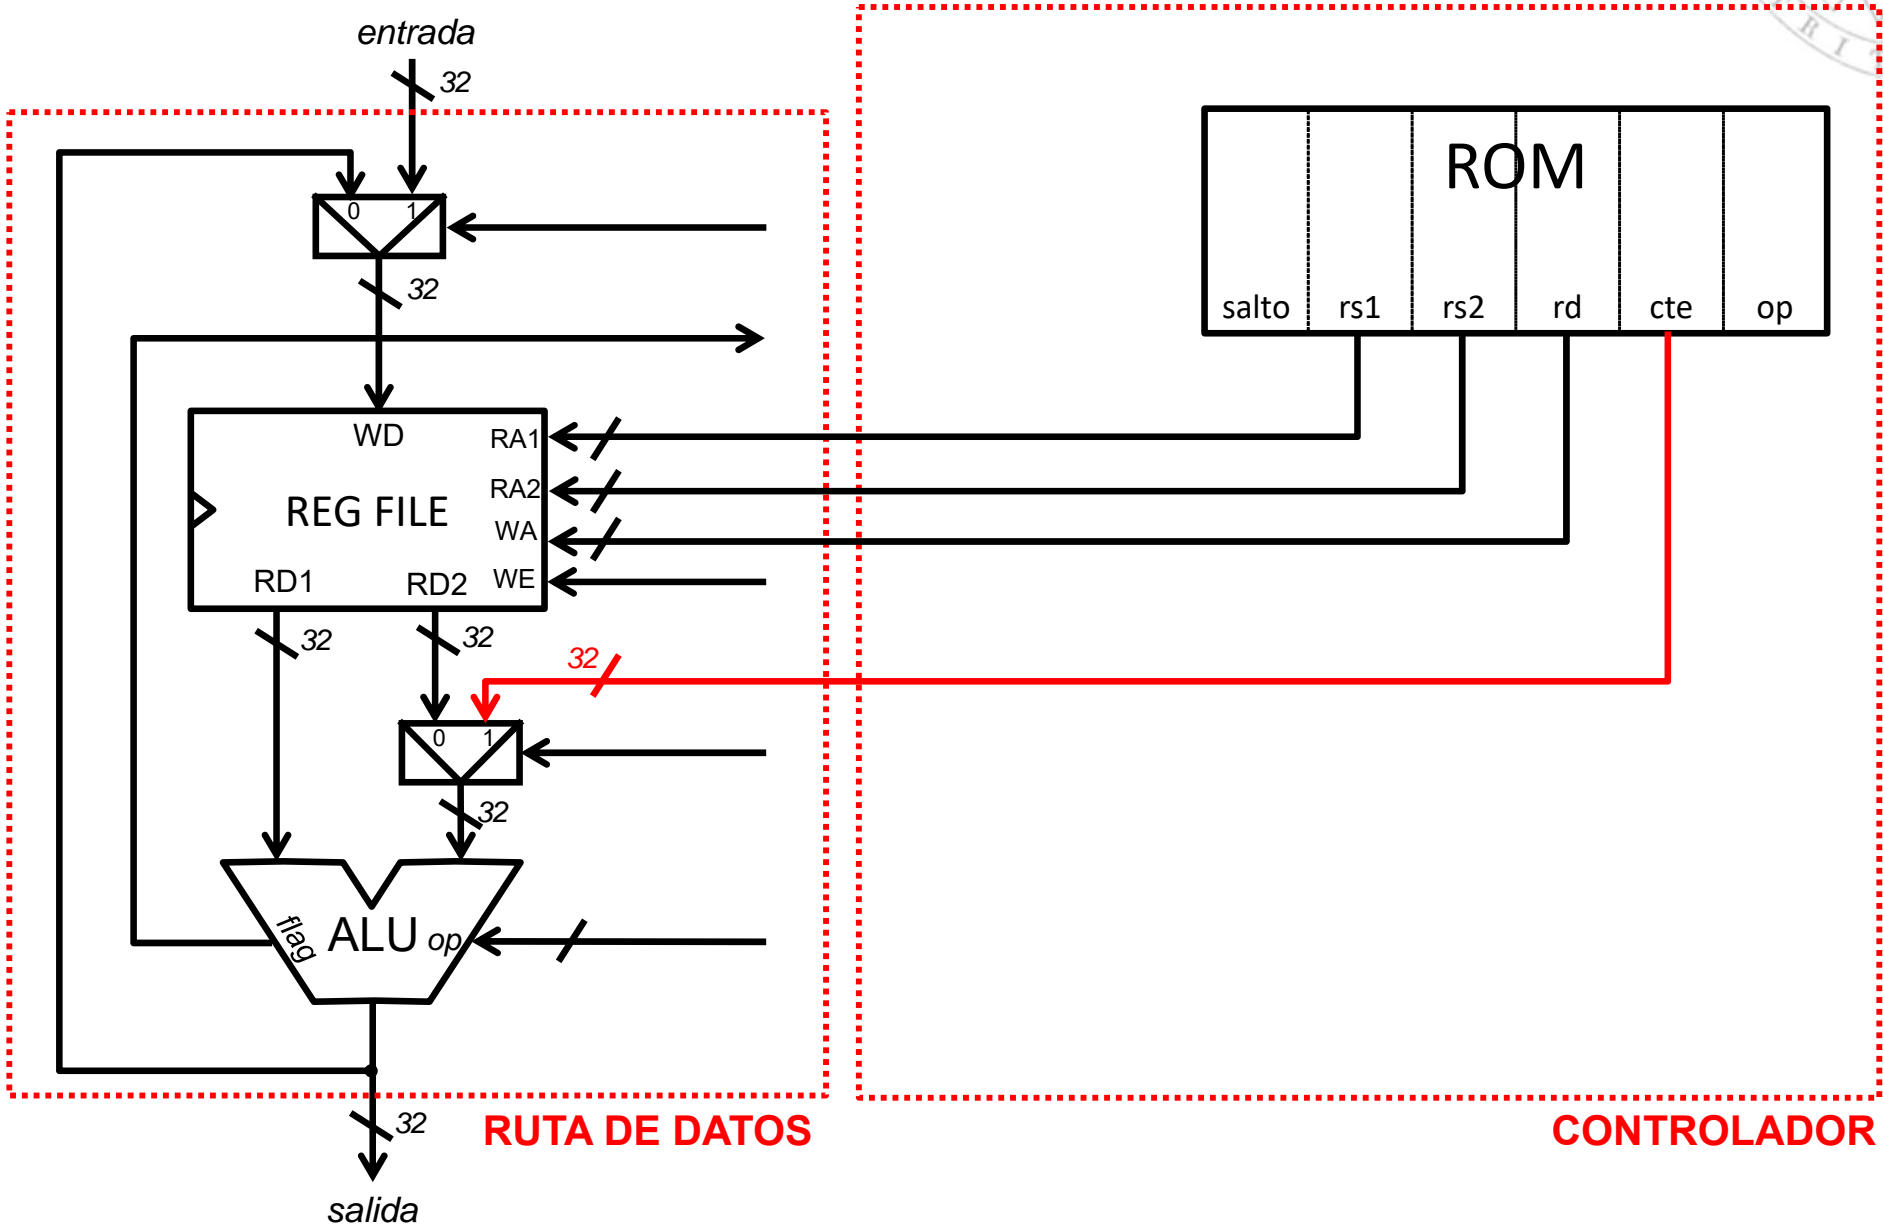 entrada
32
0 1
32
WD
RA1
RA2
WA
WE
REG FILE
RD1
RD2
32
32
32
0 1
32
flag
ALU
op
32
salida
RUTA DE DATOS
ROM
salto rs1 rs2 rd cte op
CONTROLADOR
R I T